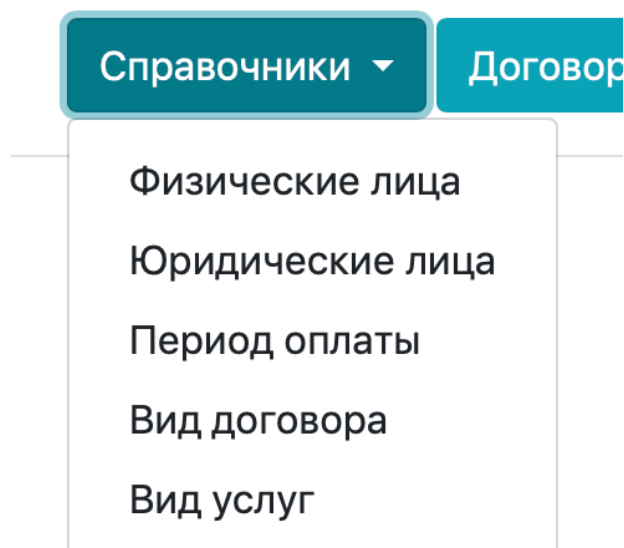 Справочники
Договор
Физические лица
Юридические лица
Период оплаты
Вид договора
Вид услуг